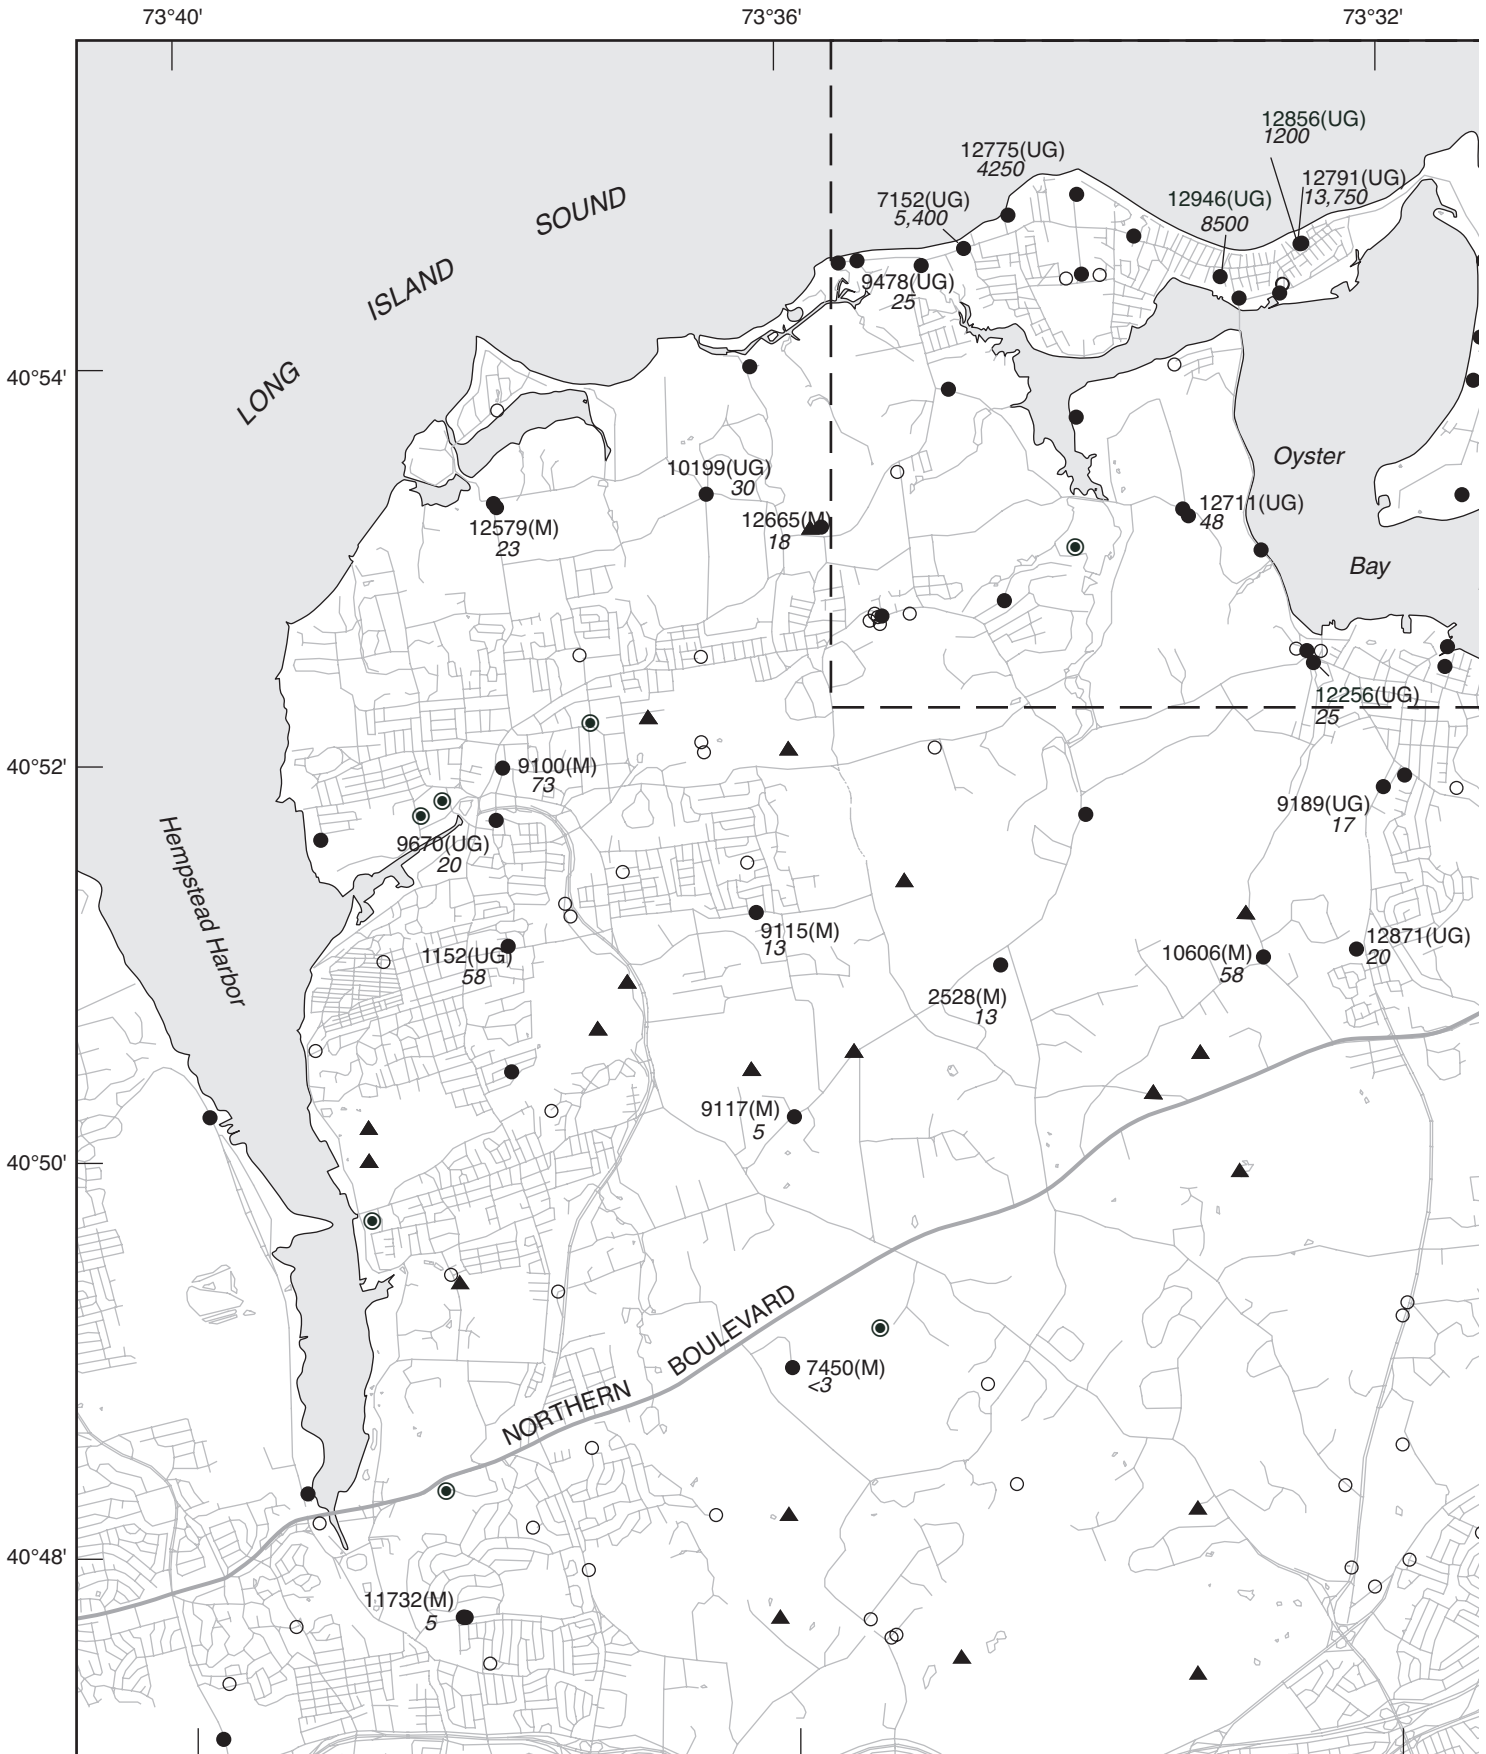 73°40' 73°36' 73°32'
12856(UG)
1200
12775(UG)
4250
12791(UG)
13,750
7152(UG)
5,400
12946(UG)
8500
SOUND
ISLAND
LONG
9478(UG)
25
40°54'
Oyster
10199(UG)
30
12665(M)
18
12711(UG)
48
12579(M)
23
Bay
12256(UG)
25
40°52'
9100(M)
73
9189(UG)
17
Hempstead Harbor
9670(UG)
20
9115(M)
13
12871(UG)
20
1152(UG)
58
10606(M)
58
2528(M)
13
9117(M)
5
40°50'
NORTHERN BOULEVARD
7450(M)
<3
40°48'
11732(M)
5